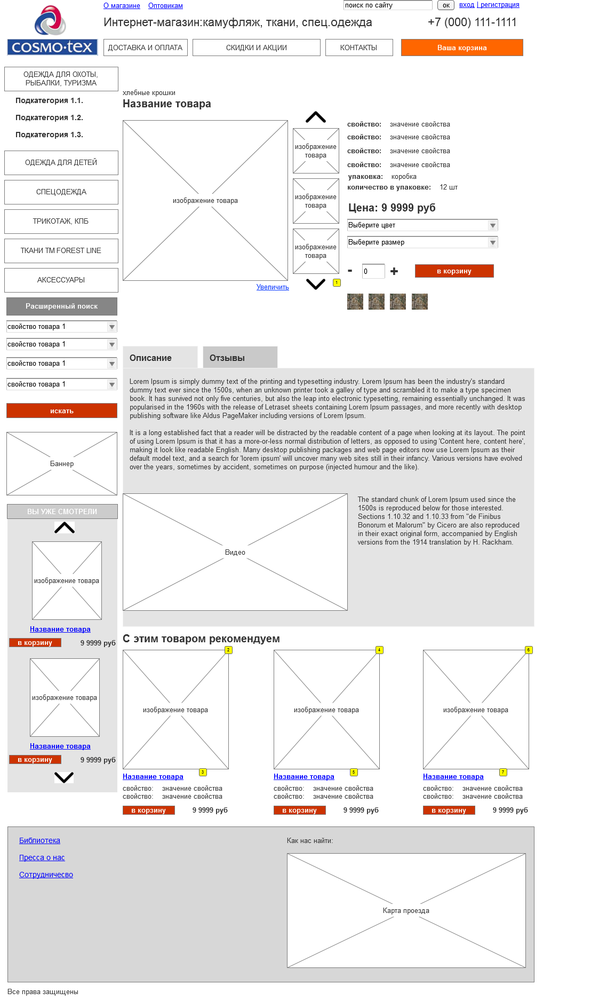 О магазине Оптовикам
поиск по сайту ок вход | регистрация
Интернет-магазин:камуфляж, ткани, спец.одежда
+7 (000) 111-1111
COSMO·TEX
ДОСТАВКА И ОПЛАТА СКИДКИ И АКЦИИ КОНТАКТЫ Ваша корзина
ОДЕЖДА ДЛЯ ОХОТЫ,
РЫБАЛКИ, ТУРИЗМА
Подкатегория 1.1.
Подкатегория 1.2.
Подкатегория 1.3.
ОДЕЖДА ДЛЯ ДЕТЕЙ
СПЕЦОДЕЖДА
ТРИКОТАЖ, КПБ
ТКАНИ ТМ FOREST LINE
АКСЕССУАРЫ
Расширенный поиск
свойство товара 1
свойство товара 1
свойство товара 1
свойство товара 1
искать
Баннер
ВЫ УЖЕ СМОТРЕЛИ
изображение товара
Название товара
в корзину 9 9999 руб
изображение товара
Название товара
в корзину 9 9999 руб
хлебные крошки
Название товара
изображение товара
Увеличить
изображение
товара
изображение
товара
изображение
товара
1
свойство: значение свойства
свойство: значение свойства
свойство: значение свойства
свойство: значение свойства
упаковка: коробка
количество в упаковке: 12 шт
Цена: 9 9999 руб
Выберите цвет
Выберите размер
- 0 + в корзину
Описание Отзывы
Lorem Ipsum is simply dummy text of the printing and typesetting industry. Lorem Ipsum has been the industry's standard
dummy text ever since the 1500s, when an unknown printer took a galley of type and scrambled it to make a type specimen
book. It has survived not only five centuries, but also the leap into electronic typesetting, remaining essentially unchanged. It was
popularised in the 1960s with the release of Letraset sheets containing Lorem Ipsum passages, and more recently with desktop
publishing software like Aldus PageMaker including versions of Lorem Ipsum.
It is a long established fact that a reader will be distracted by the readable content of a page when looking at its layout. The point
of using Lorem Ipsum is that it has a more-or-less normal distribution of letters, as opposed to using 'Content here, content here',
making it look like readable English. Many desktop publishing packages and web page editors now use Lorem Ipsum as their
default model text, and a search for 'lorem ipsum' will uncover many web sites still in their infancy. Various versions have evolved
over the years, sometimes by accident, sometimes on purpose (injected humour and the like).
Видео
The standard chunk of Lorem Ipsum used since the
1500s is reproduced below for those interested.
Sections 1.10.32 and 1.10.33 from "de Finibus
Bonorum et Malorum" by Cicero are also reproduced
in their exact original form, accompanied by English
versions from the 1914 translation by H. Rackham.
С этим товаром рекомендуем
2
изображение товара
3
Название товара
свойство: значение свойства
свойство: значение свойства
в корзину 9 9999 руб
4
изображение товара
5
Название товара
свойство: значение свойства
свойство: значение свойства
в корзину 9 9999 руб
6
изображение товара
7
Название товара
свойство: значение свойства
свойство: значение свойства
в корзину 9 9999 руб
Библиотека
Пресса о нас
Сотрудничесво
Как нас найти:
Карта проезда
Все права защищены